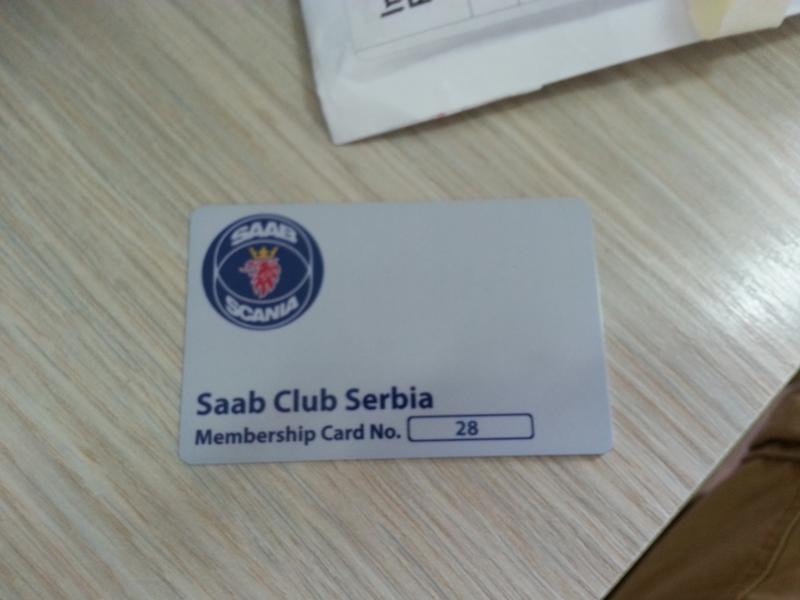 SAAB
SCANIA
Saab Club Serbia
Membership Card No. 28